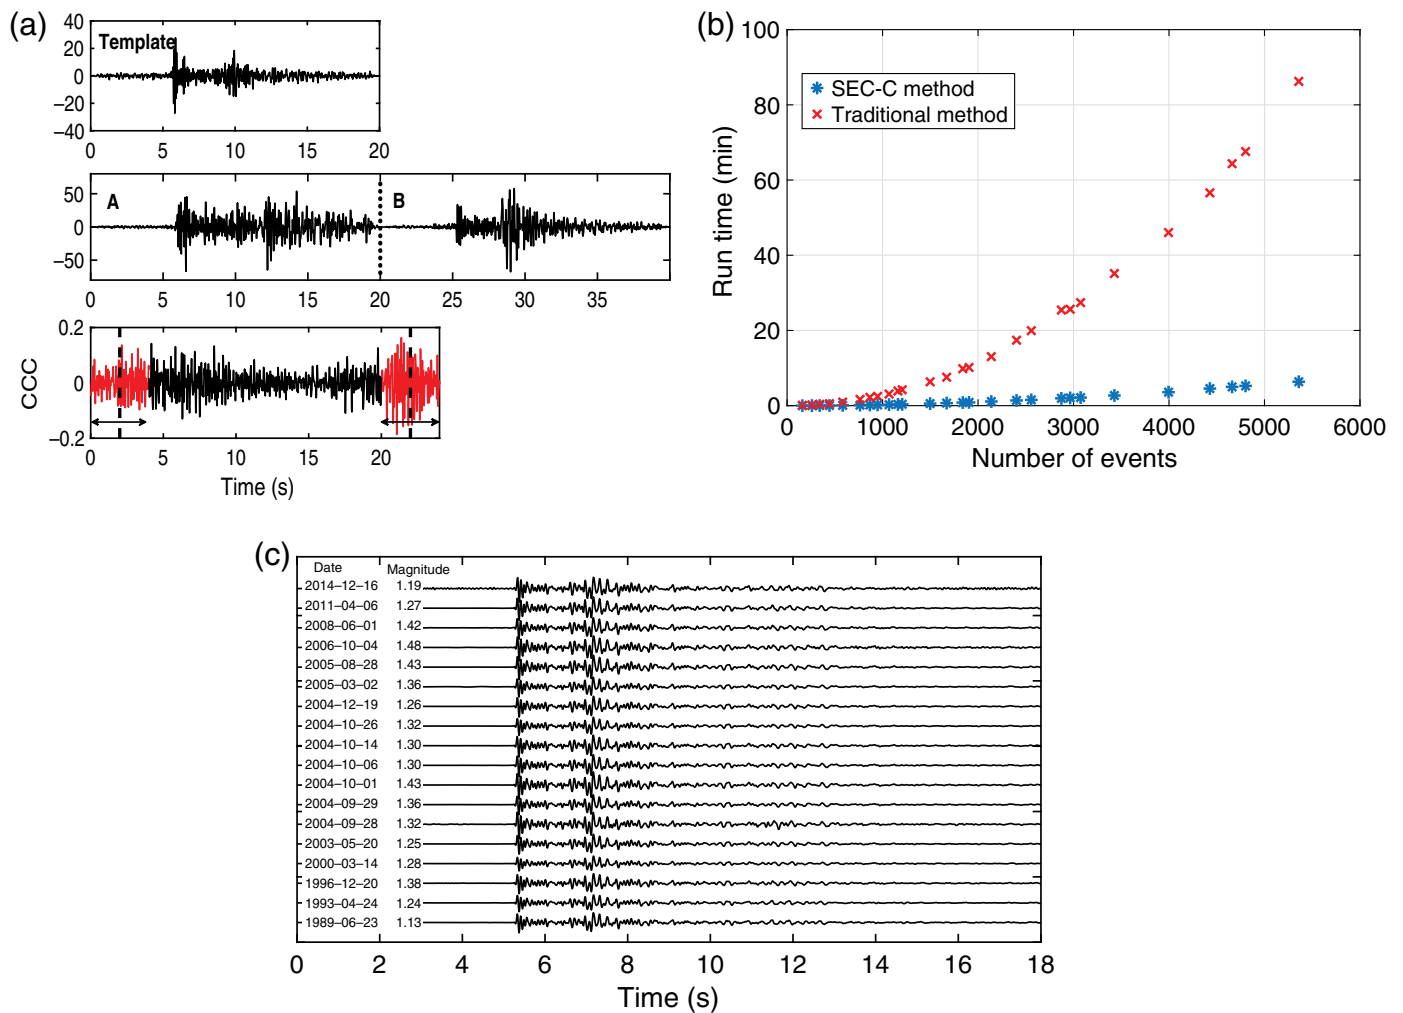 (a)
Template
40
20
0
−20
−40
0 5 10 15 20
A
B
50
0
−50
0 5 10 15 20 25 30 35
CCC
0.2
0
−0.2
0 5 10 15 20
Time (s)
(b)
SEC-C method
Traditional method
Run time (min)
100
80
60
40
20
0
0 1000 2000 3000 4000 5000 6000
Number of events
(c)
Date Magnitude
2014–12–16 1.19
2011–04–06 1.27
2008–06–01 1.42
2006–10–04 1.48
2005–08–28 1.43
2005–03–02 1.36
2004–12–19 1.26
2004–10–26 1.32
2004–10–14 1.30
2004–10–06 1.30
2004–10–01 1.43
2004–09–29 1.36
2004–09–28 1.32
2003–05–20 1.25
2000–03–14 1.28
1996–12–20 1.38
1993–04–24 1.24
1989–06–23 1.13
0 2 4 6 8 10 12 14 16 18
Time (s)